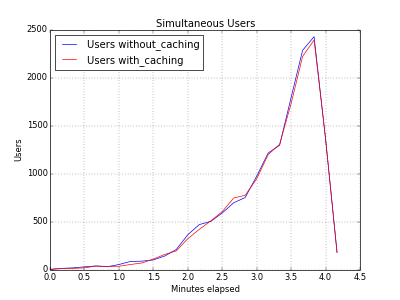 Simultaneous Users
2500
2000
1500
1000
500
0
Users
Users without_caching
Users with_caching
0.0 0.5 1.0 1.5 2.0 2.5 3.0 3.5 4.0 4.5
Minutes elapsed